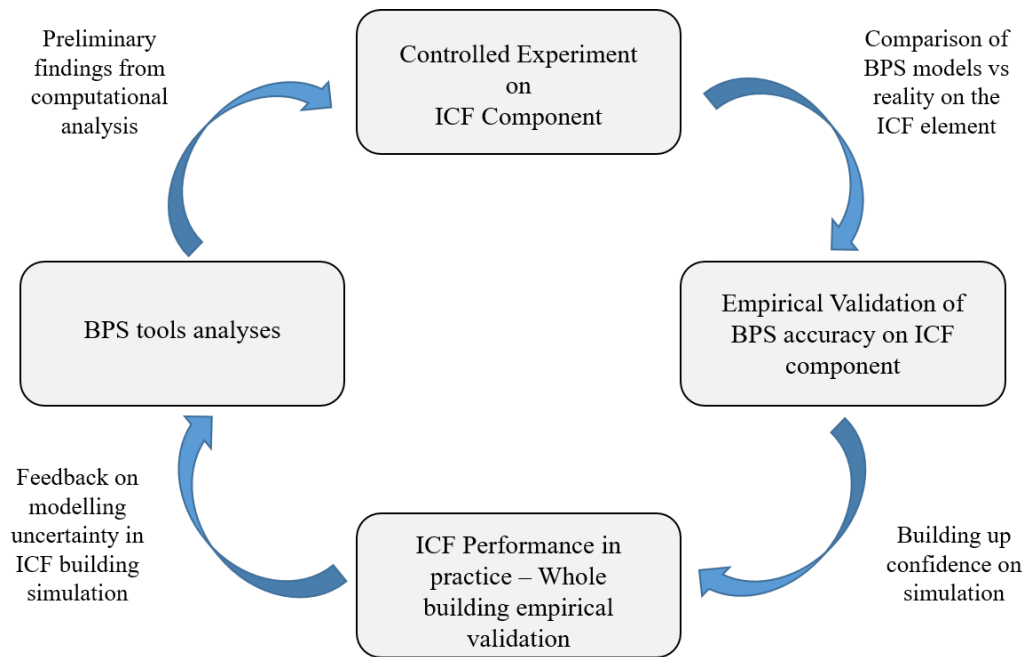 Preliminary
findings from
computational
analysis
Controlled Experiment
on
ICF Component
Comparison of
BPS models vs
reality on the
ICF element
BPS tools analyses
Empirical Validation of
BPS accuracy on ICF
component
Feedback on
modelling
uncertainty in
ICF building
simulation
ICF Performance in
practice – Whole
building empirical
validation
Building up
confidence on
simulation